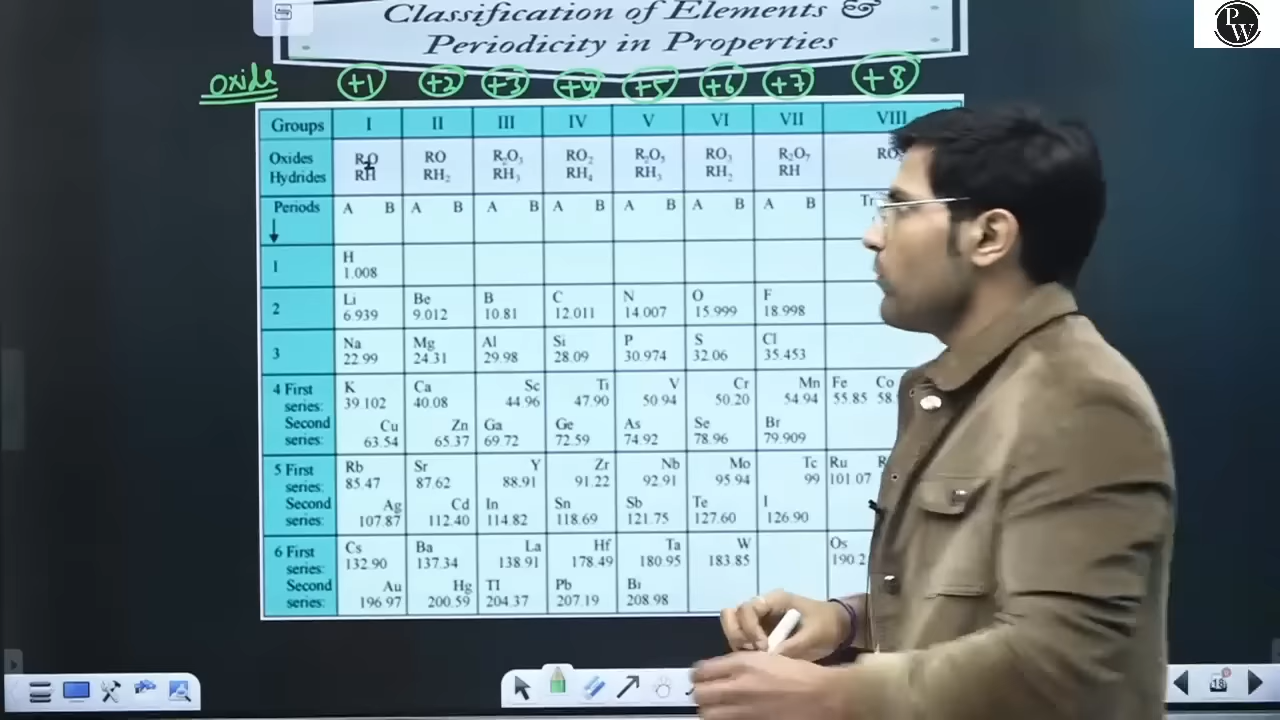 Classification of Elements &
Periodicity in Properties
PW
oxide +1 +2 +3 +4 +5 +6 +7 +8
Groups I II III IV V VI VII VIII
Oxides R2O RO R2O3 RO2 R2O5 RO3 R2O7
Hydrides RH RH2 RH3 RH4 RH3 RH2 RH
Periods A B A B A B A B A B A B A B
↓
1 H
1.008
2 Li Be B C N O F
6.939 9.012 10.81 12.011 14.007 15.999 18.998
3 Na Mg Al Si P S Cl
22.99 24.31 29.98 28.09 30.974 32.06 35.453
4 First K Ca Sc Ti V Cr Mn Fe Co
series: 39.102 40.08 44.96 47.90 50.94 50.20 54.94 55.85
Second Cu Zn Ga Ge As Se Br
series: 63.54 65.37 69.72 72.59 74.92 78.96 79.909
5 First Rb Sr Y Zr Nb Mo Tc Ru
series: 85.47 87.62 88.91 91.22 92.91 95.94 99 101.07
Second Ag Cd In Sn Sb Te I
series: 107.87 112.40 114.82 118.69 121.75 127.60 126.90
6 First Cs Ba La Hf Ta W Os
series: 132.90 137.34 138.91 178.49 180.95 183.85 190.2
Second Au Hg Tl Pb Bi
series: 196.97 200.59 204.37 207.19 208.98
18